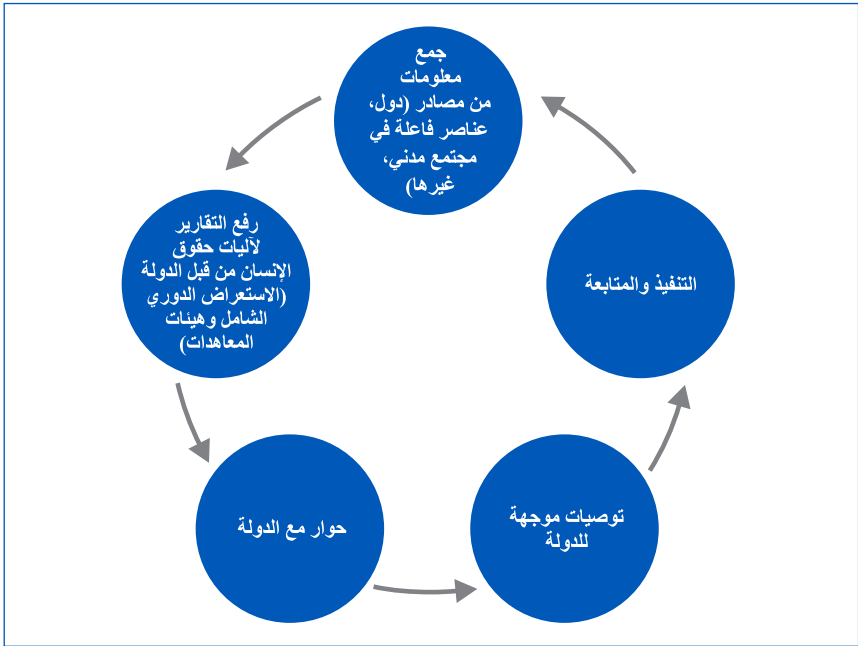 جمع
معلومات
من مصادر (دول،
عناصر فاعلة في
مجتمع مدني،
غيرها)
رفع التقارير
لآليات حقوق
الإنسان من قبل الدولة
(الاستعراض الدوري
الشامل وهيئات
المعاهدات)
حوار مع الدولة
توصيات موجهة
للدولة
التنفيذ والمتابعة